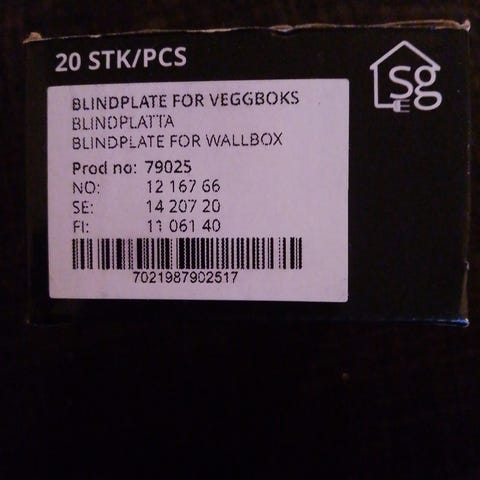 20 STK/PCS
sg
BLINDPLATE FOR VEGGBOKS
BLINDPLATTA
BLINDPLATE FOR WALLBOX
Prod no: 79025
NO: 12 167 66
SE: 14 207 20
FI: 11 061 40
7021987902517